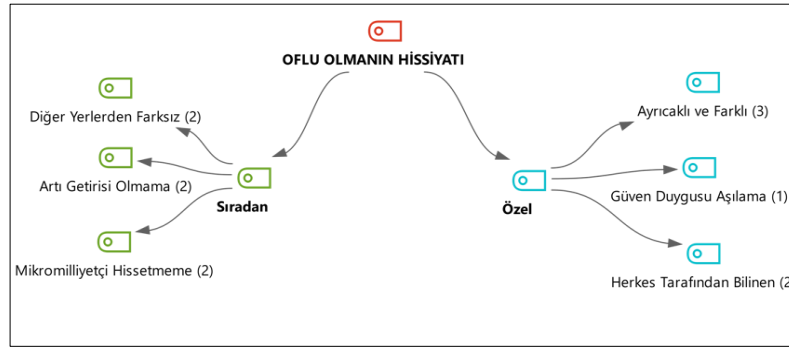 OFLU OLMANIN HİSSİYATI
Diğer Yerlerden Farksız (2)
Artı Getirisi Olmama (2)
Mikromilliyetçi Hissetmeme (2)
Sıradan
Özel
Ayrıcaklı ve Farklı (3)
Güven Duygusu Aşılama (1)
Herkes Tarafından Bilinen (2